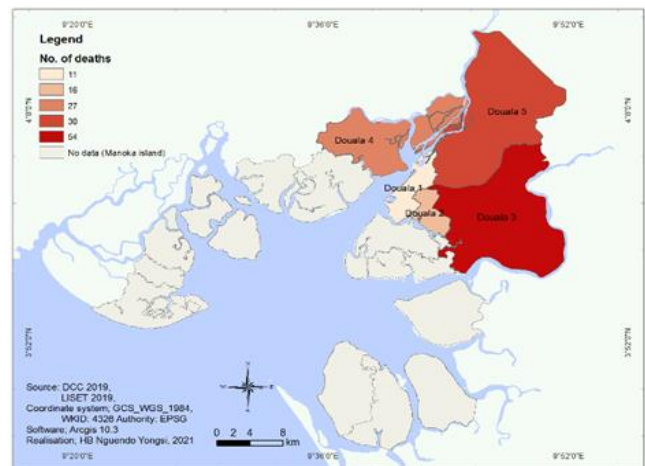 9°20'0"E 9°36'0"E 9°52'0"E
Legend
No. of deaths
11
16
27
30
54
No data (Manoka island)
Douala 5
Douala 4
Douala 1
Douala 2
Douala 3
Source: DCC 2019,
LISET 2019,
Coordinate system; GCS_WGS_1984,
WKID: 4326 Authority: EPSG
Software; Arcgis 10.3
Realisation, HB Nguendo Yongsi, 2021
0 2 4 8
km
9°20'0"E 9°36'0"E 9°52'0"E